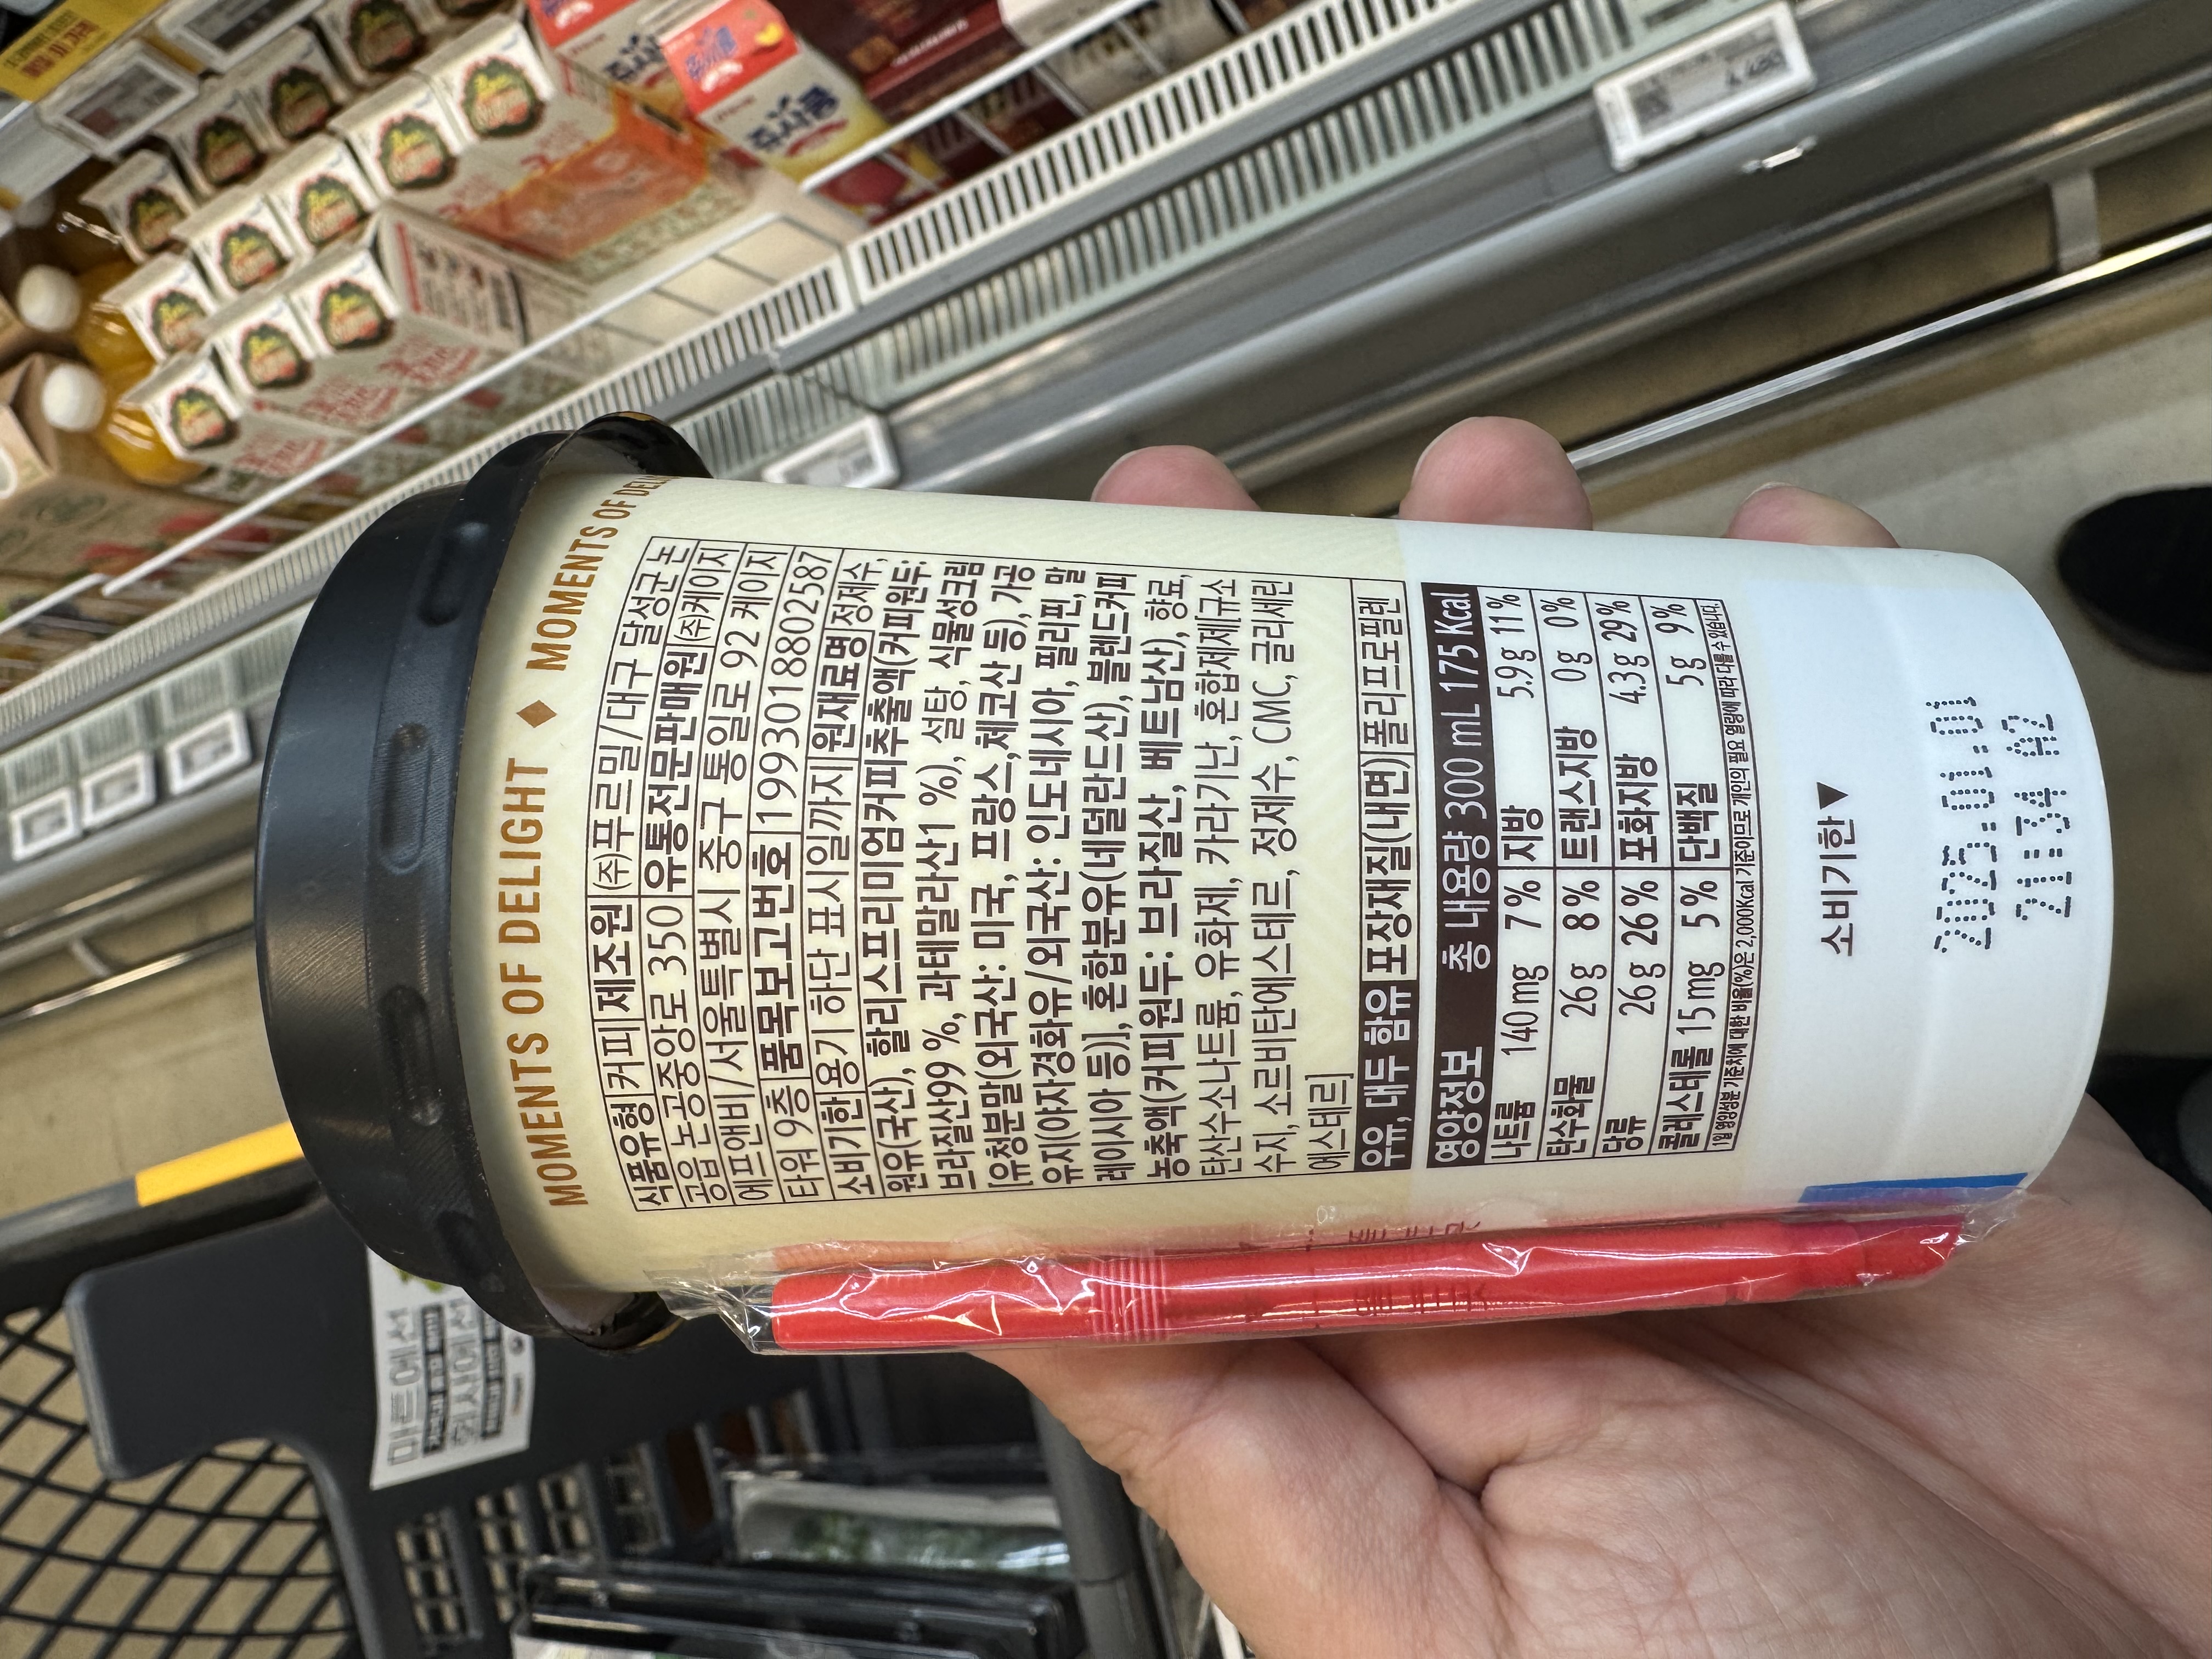 MOMENTS OF DELIGHT ◆ MOMENTS OF DEL
식품유형 커피 제조원 ㈜푸르밀/대구 달성군 논
공읍 논공중앙로 350 유통전문판매원 ㈜케이지
에프앤비/서울특별시 중구 통일로 92 케이지
타워 9층 품목보고번호 1993018802587
소비기한 용기 하단 표시일까지 원재료명 정제수,
원유(국산), 할리스프리미엄커피추출액(커피원두:
브라질산99 %, 과테말라산1 %), 설탕, 식물성크림
[유청분말(외국산: 미국, 프랑스,체코산 등), 가공
유지(야자경화유/외국산: 인도네시아, 필리핀, 말
레이시아 등)], 혼합분유(네덜란드산), 블렌드커피
농축액(커피원두: 브라질산, 베트남산), 향료,
탄산수소나트륨, 유화제, 카라기난, 혼합제제[규소
수지, 소르비탄에스테르, 정제수, CMC, 글리세린
에스테르]
우유, 대두 함유 포장재질(내면) 폴리프로필렌
영양정보 총 내용량 300 mL 175 Kcal
나트륨 140 mg 7 % 지방 5.9 g 11 %
탄수화물 26 g 8 % 트랜스지방 0 g 0 %
당류 26 g 26 % 포화지방 4.3 g 29 %
콜레스테롤 15 mg 5 % 단백질 5 g 9 %
1일 영양성분 기준치에 대한 비율(%)은 2,000Kcal 기준이므로 개인의 필요 열량에 따라 다를 수 있습니다.
소비기한▼
2025.01.01
21:34 A2
마트에선
회사에선